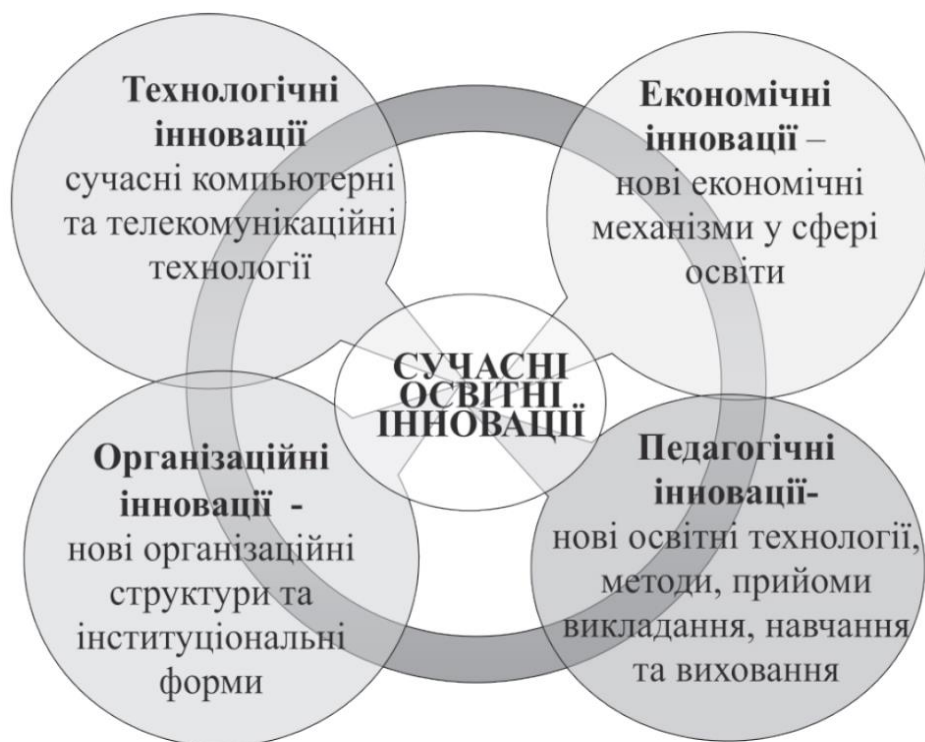 Технологічні
інновації
сучасні компьютерні
та телекомунікаційні
технології
Економічні
інновації –
нові економічні
механізми у сфері
освіти
СУЧАСНІ
ОСВІТНІ
ІННОВАЦІЇ
Організаційні
інновації -
нові організаційні
структури та
інституціональні
форми
Педагогічні
інновації-
нові освітні технології,
методи, прийоми
викладання, навчання
та виховання